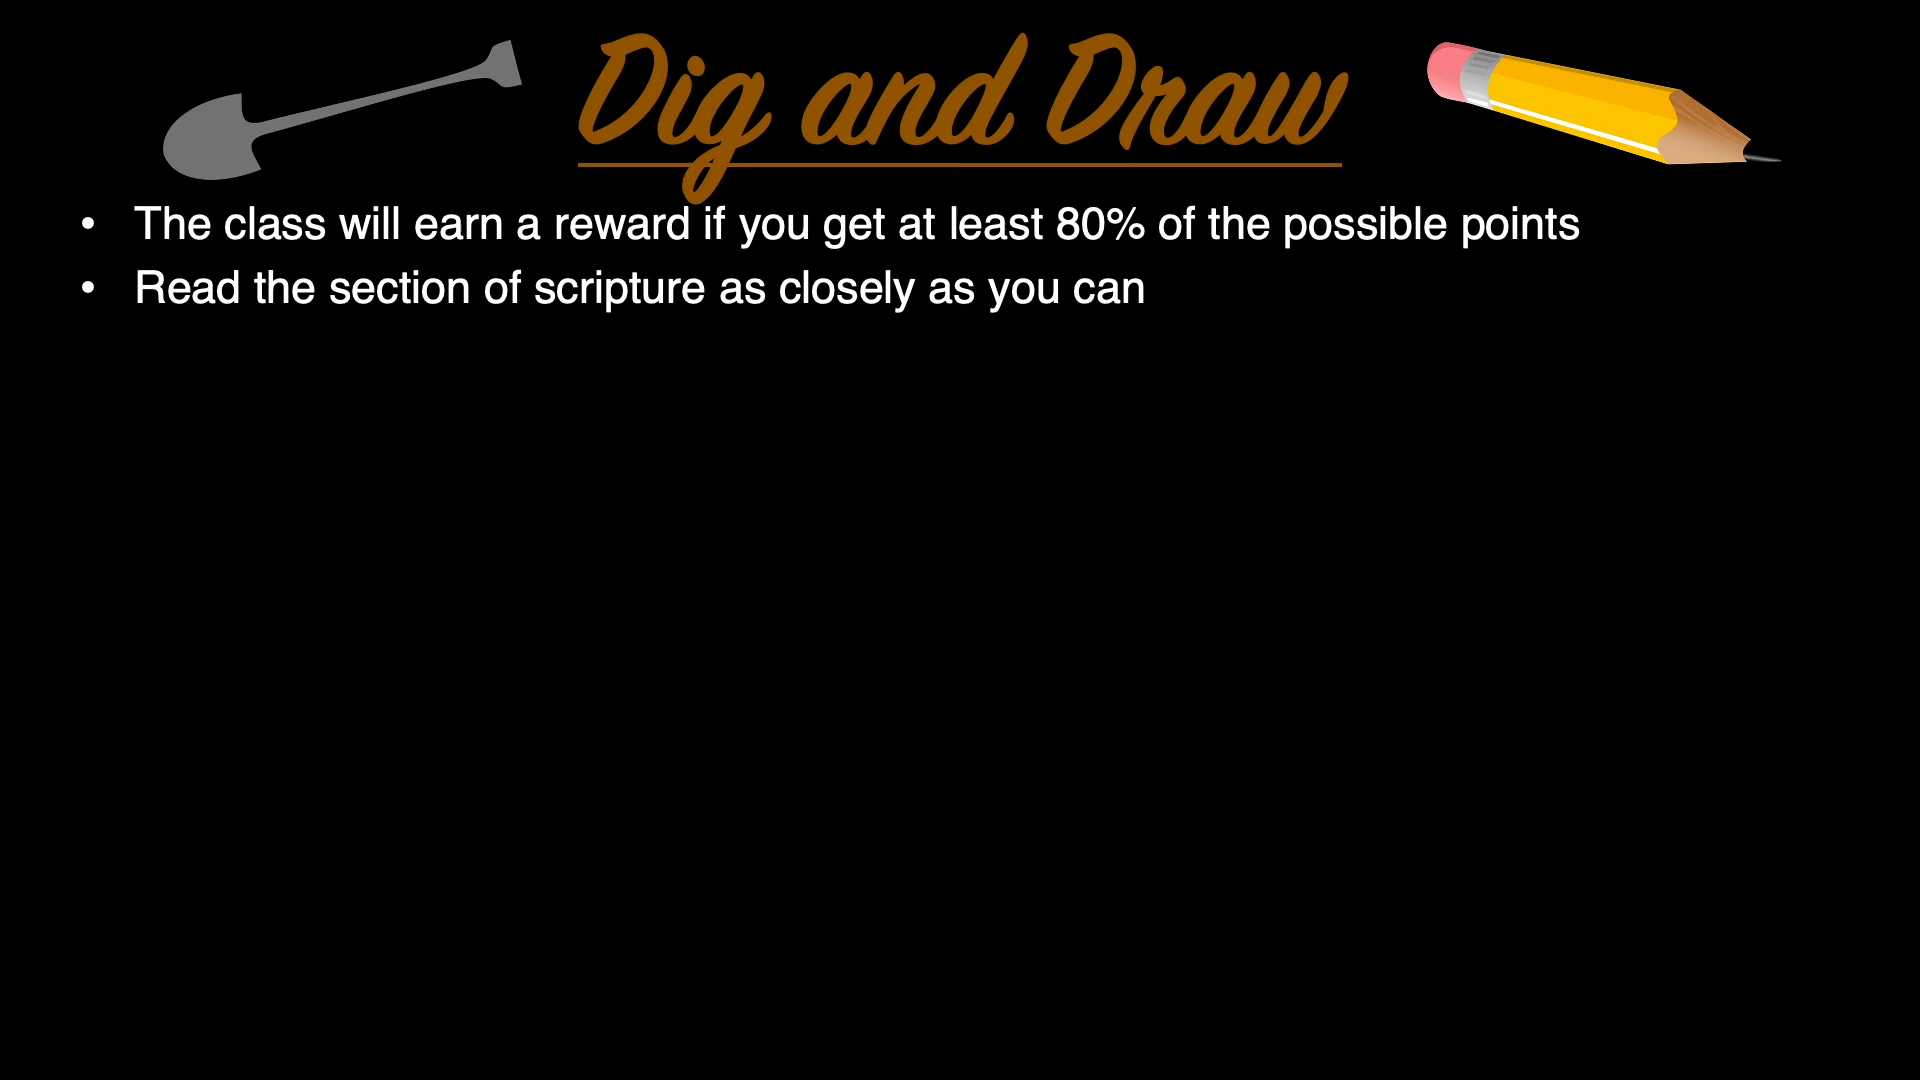 Dig and Draw
• The class will earn a reward if you get at least 80% of the possible points
• Read the section of scripture as closely as you can